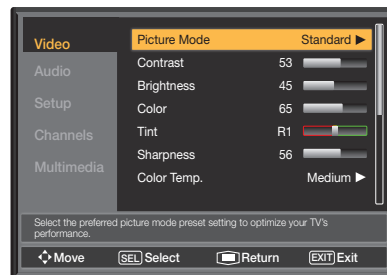 Video
Audio
Setup
Channels
Multimedia
Picture Mode Standard
Contrast 53
Brightness 45
Color 65
Tint R1
Sharpness 56
Color Temp. Medium
Select the preferred picture mode preset setting to optimize your TV's
performance.
Move SEL Select Return EXIT Exit